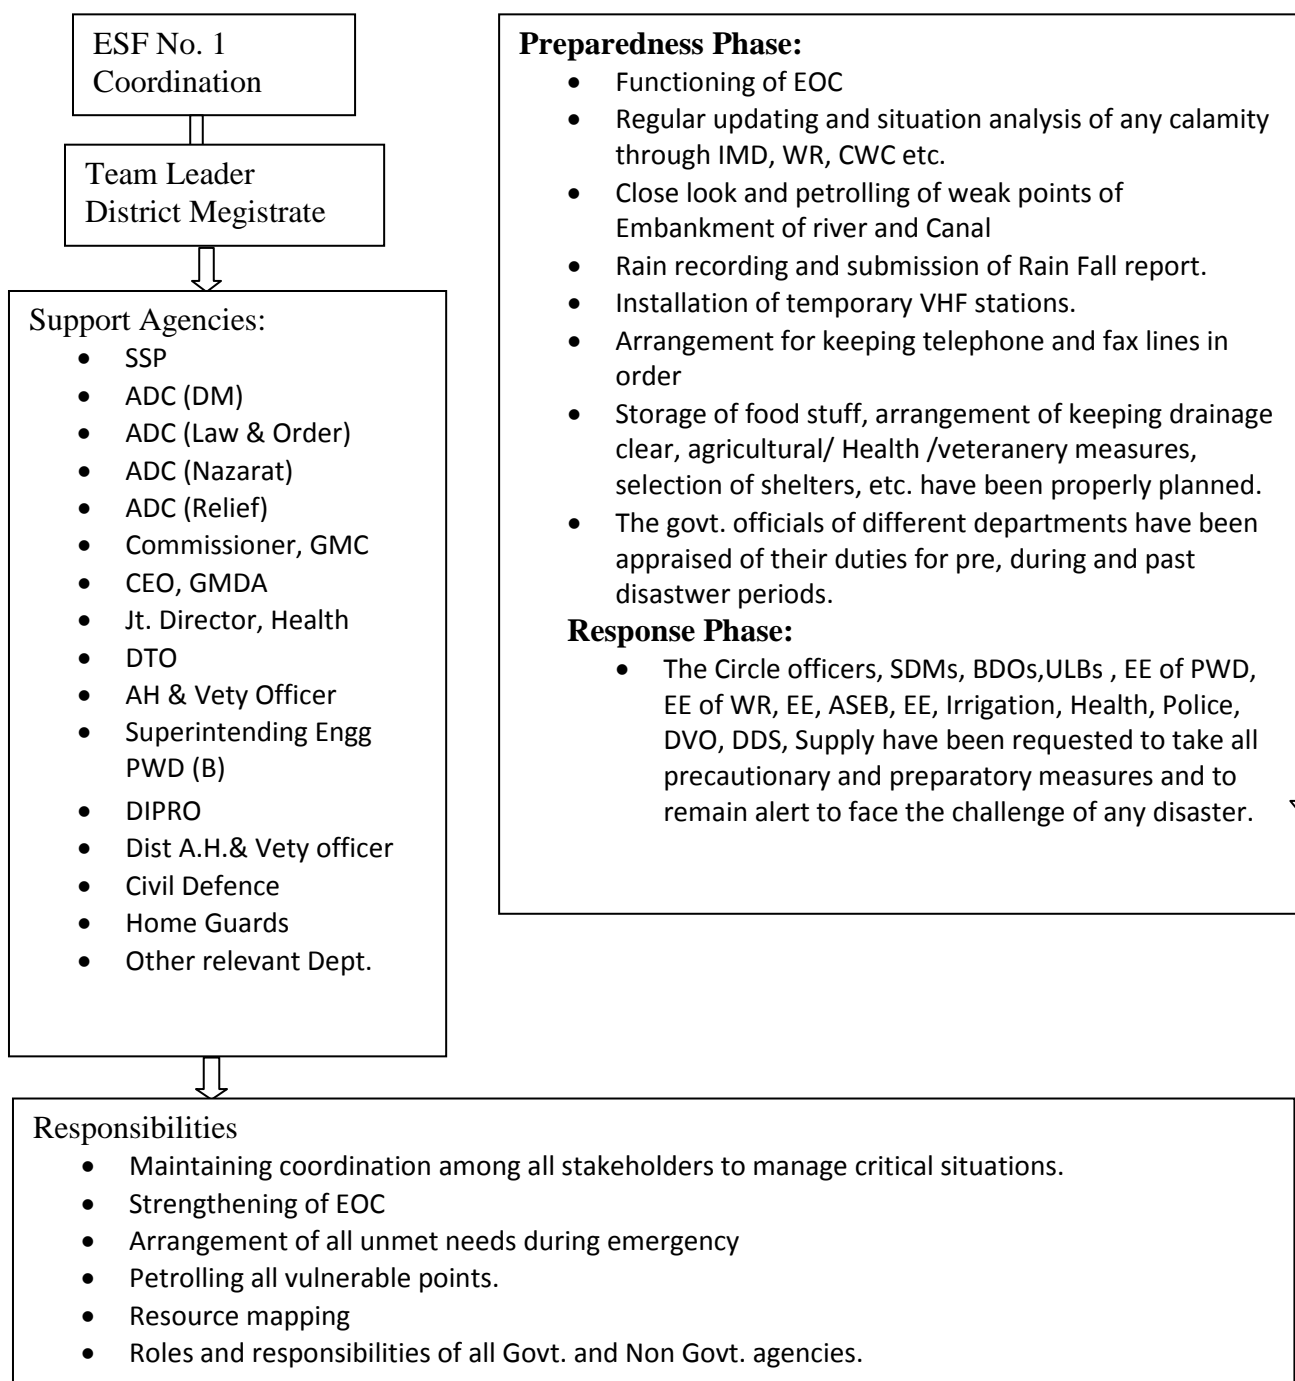 ESF No. 1
Coordination
Team Leader
District Megistrate
Support Agencies:
• SSP
• ADC (DM)
• ADC (Law & Order)
• ADC (Nazarat)
• ADC (Relief)
• Commissioner, GMC
• CEO, GMDA
• Jt. Director, Health
• DTO
• AH & Vety Officer
• Superintending Engg
PWD (B)
• DIPRO
• Dist A.H.& Vety officer
• Civil Defence
• Home Guards
• Other relevant Dept.
Preparedness Phase:
• Functioning of EOC
• Regular updating and situation analysis of any calamity
through IMD, WR, CWC etc.
• Close look and petrolling of weak points of
Embankment of river and Canal
• Rain recording and submission of Rain Fall report.
• Installation of temporary VHF stations.
• Arrangement for keeping telephone and fax lines in
order
• Storage of food stuff, arrangement of keeping drainage
clear, agricultural/ Health /veteranery measures,
selection of shelters, etc. have been properly planned.
• The govt. officials of different departments have been
appraised of their duties for pre, during and past
disastwer periods.
Response Phase:
• The Circle officers, SDMs, BDOs,ULBs , EE of PWD,
EE of WR, EE, ASEB, EE, Irrigation, Health, Police,
DVO, DDS, Supply have been requested to take all
precautionary and preparatory measures and to
remain alert to face the challenge of any disaster.
Responsibilities
• Maintaining coordination among all stakeholders to manage critical situations.
• Strengthening of EOC
• Arrangement of all unmet needs during emergency
• Petrolling all vulnerable points.
• Resource mapping
• Roles and responsibilities of all Govt. and Non Govt. agencies.